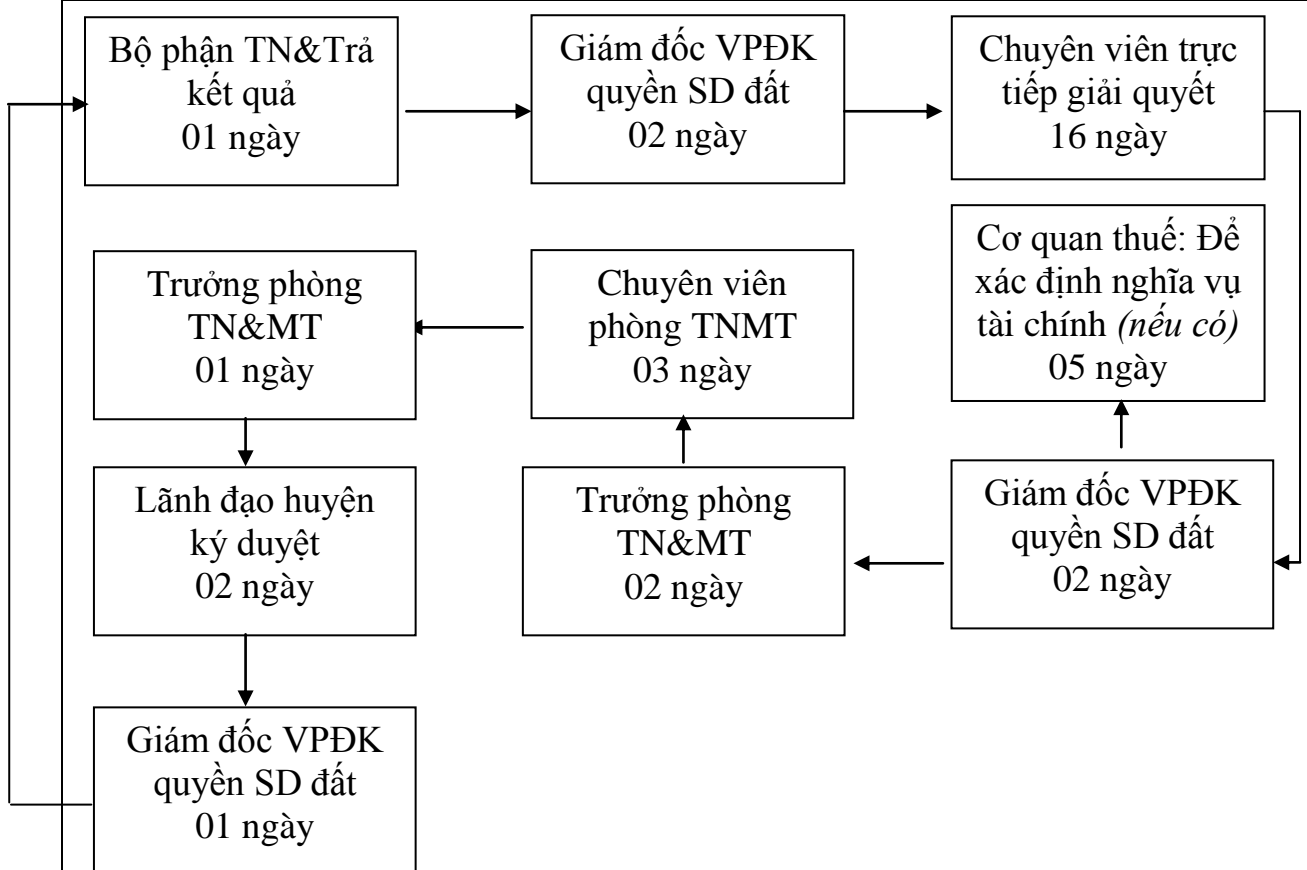 Bộ phận TN&Trả
kết quả
01 ngày
Giám đốc VPĐK
quyền SD đất
02 ngày
Chuyên viên trực
tiếp giải quyết
16 ngày
Trưởng phòng
TN&MT
01 ngày
Chuyên viên
phòng TNMT
03 ngày
Cơ quan thuế: Để
xác định nghĩa vụ
tài chính (nếu có)
05 ngày
Lãnh đạo huyện
ký duyệt
02 ngày
Trưởng phòng
TN&MT
02 ngày
Giám đốc VPĐK
quyền SD đất
02 ngày
Giám đốc VPĐK
quyền SD đất
01 ngày